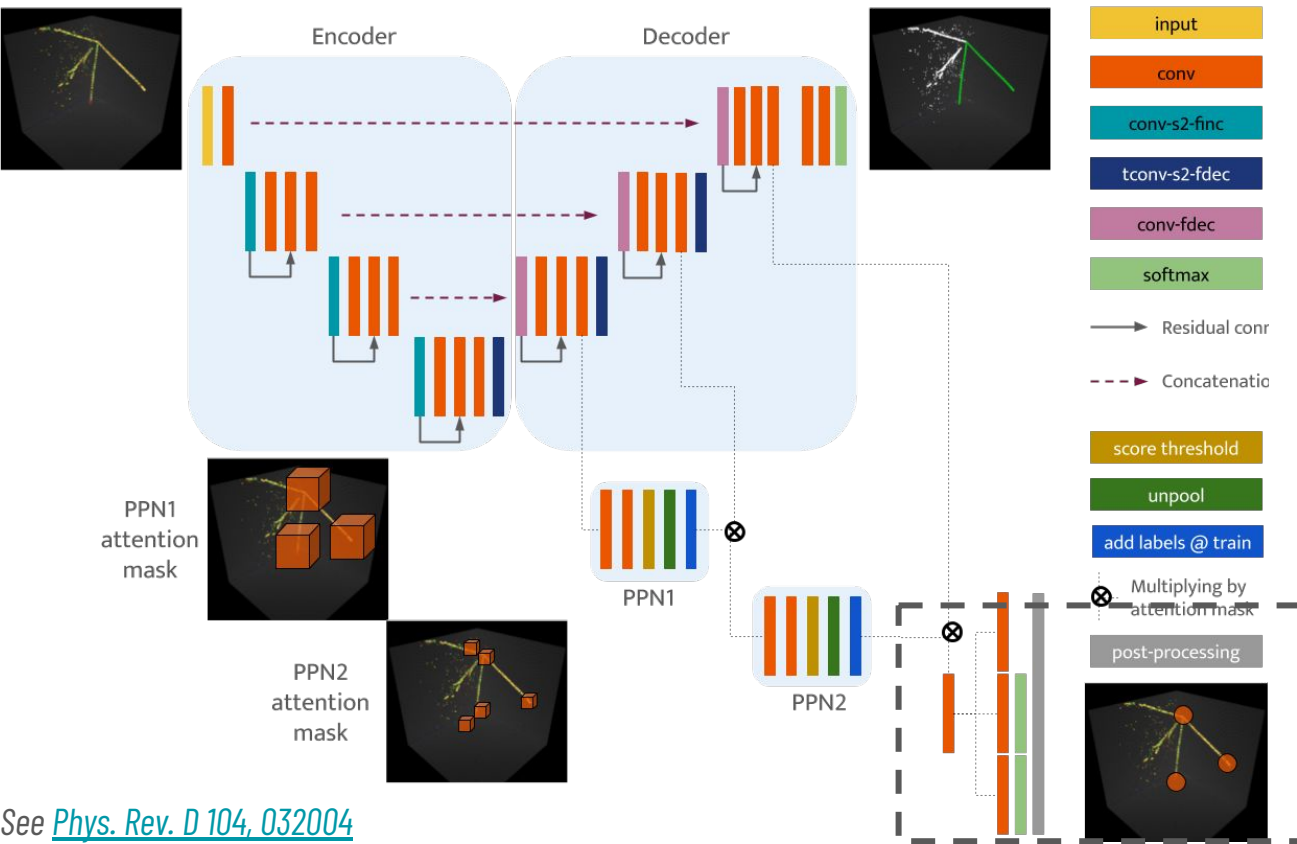 Encoder
Decoder
input
conv
conv-s2-finc
tconv-s2-fdec
conv-fdec
softmax
Residual conr
Concatenatio
score threshold
unpool
add labels @ train
Multiplying by
attention mask
post-processing
PPN1
attention
mask
PPN1
PPN2
attention
mask
PPN2
See Phys. Rev. D 104, 032004